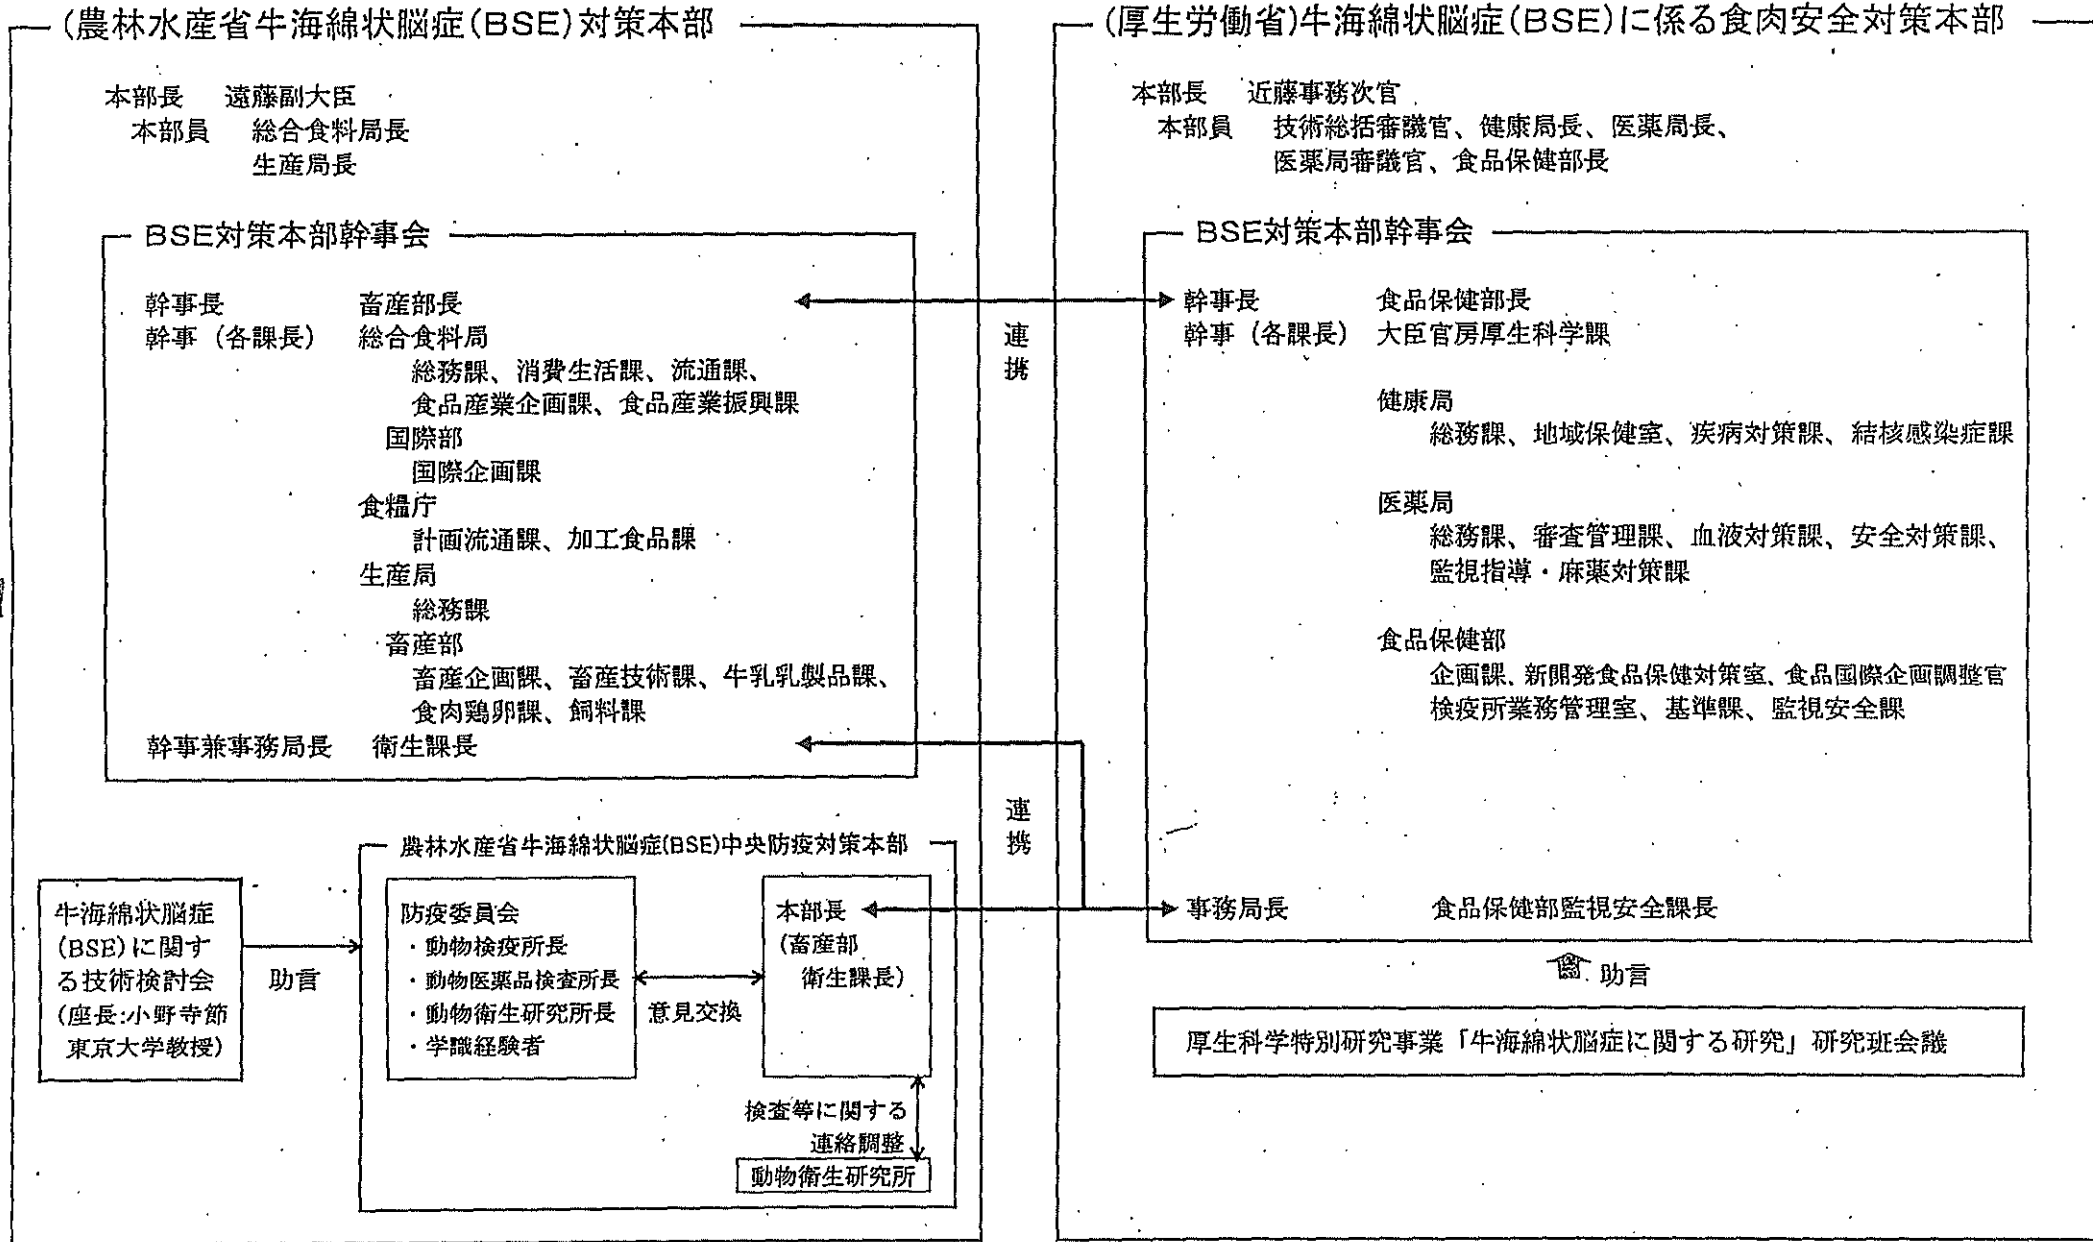 (農林水産省牛海綿状脳症(BSE)対策本部
本部長 遠藤副大臣
本部員 総合食料局長
生産局長
BSE対策本部幹事会
幹事長 畜産部長
幹事(各課長) 総合食料局
総務課、消費生活課、流通課、
食品産業企画課、食品産業振興課
国際部
国際企画課
食糧庁
計画流通課、加工食品課
生産局
総務課
畜産部
畜産企画課、畜産技術課、牛乳乳製品課、
食肉鶏卵課、飼料課
幹事兼事務局長 衛生課長
農林水産省牛海綿状脳症(BSE)中央防疫対策本部
牛海綿状脳症
(BSE)に関す
る技術検討会
(座長:小野寺節
東京大学教授)
助言
防疫委員会
・動物検疫所長
・動物医薬品検査所長
・動物衛生研究所長
・学識経験者
意見交換
本部長
(畜産部
衛生課長)
検査等に関する
連絡調整
動物衛生研究所
連携
連携
(厚生労働省)牛海綿状脳症(BSE)に係る食肉安全対策本部
本部長 近藤事務次官
本部員 技術総括審議官、健康局長、医薬局長、
医薬局審議官、食品保健部長
BSE対策本部幹事会
幹事長 食品保健部長
幹事(各課長) 大臣官房厚生科学課
健康局
総務課、地域保健室、疾病対策課、結核感染症課
医薬局
総務課、審査管理課、血液対策課、安全対策課、
監視指導・麻薬対策課
食品保健部
企画課、新開発食品保健対策室、食品国際企画調整官
検疫所業務管理室、基準課、監視安全課
事務局長 食品保健部監視安全課長
助言
厚生科学特別研究事業「牛海綿状脳症に関する研究」研究班会議